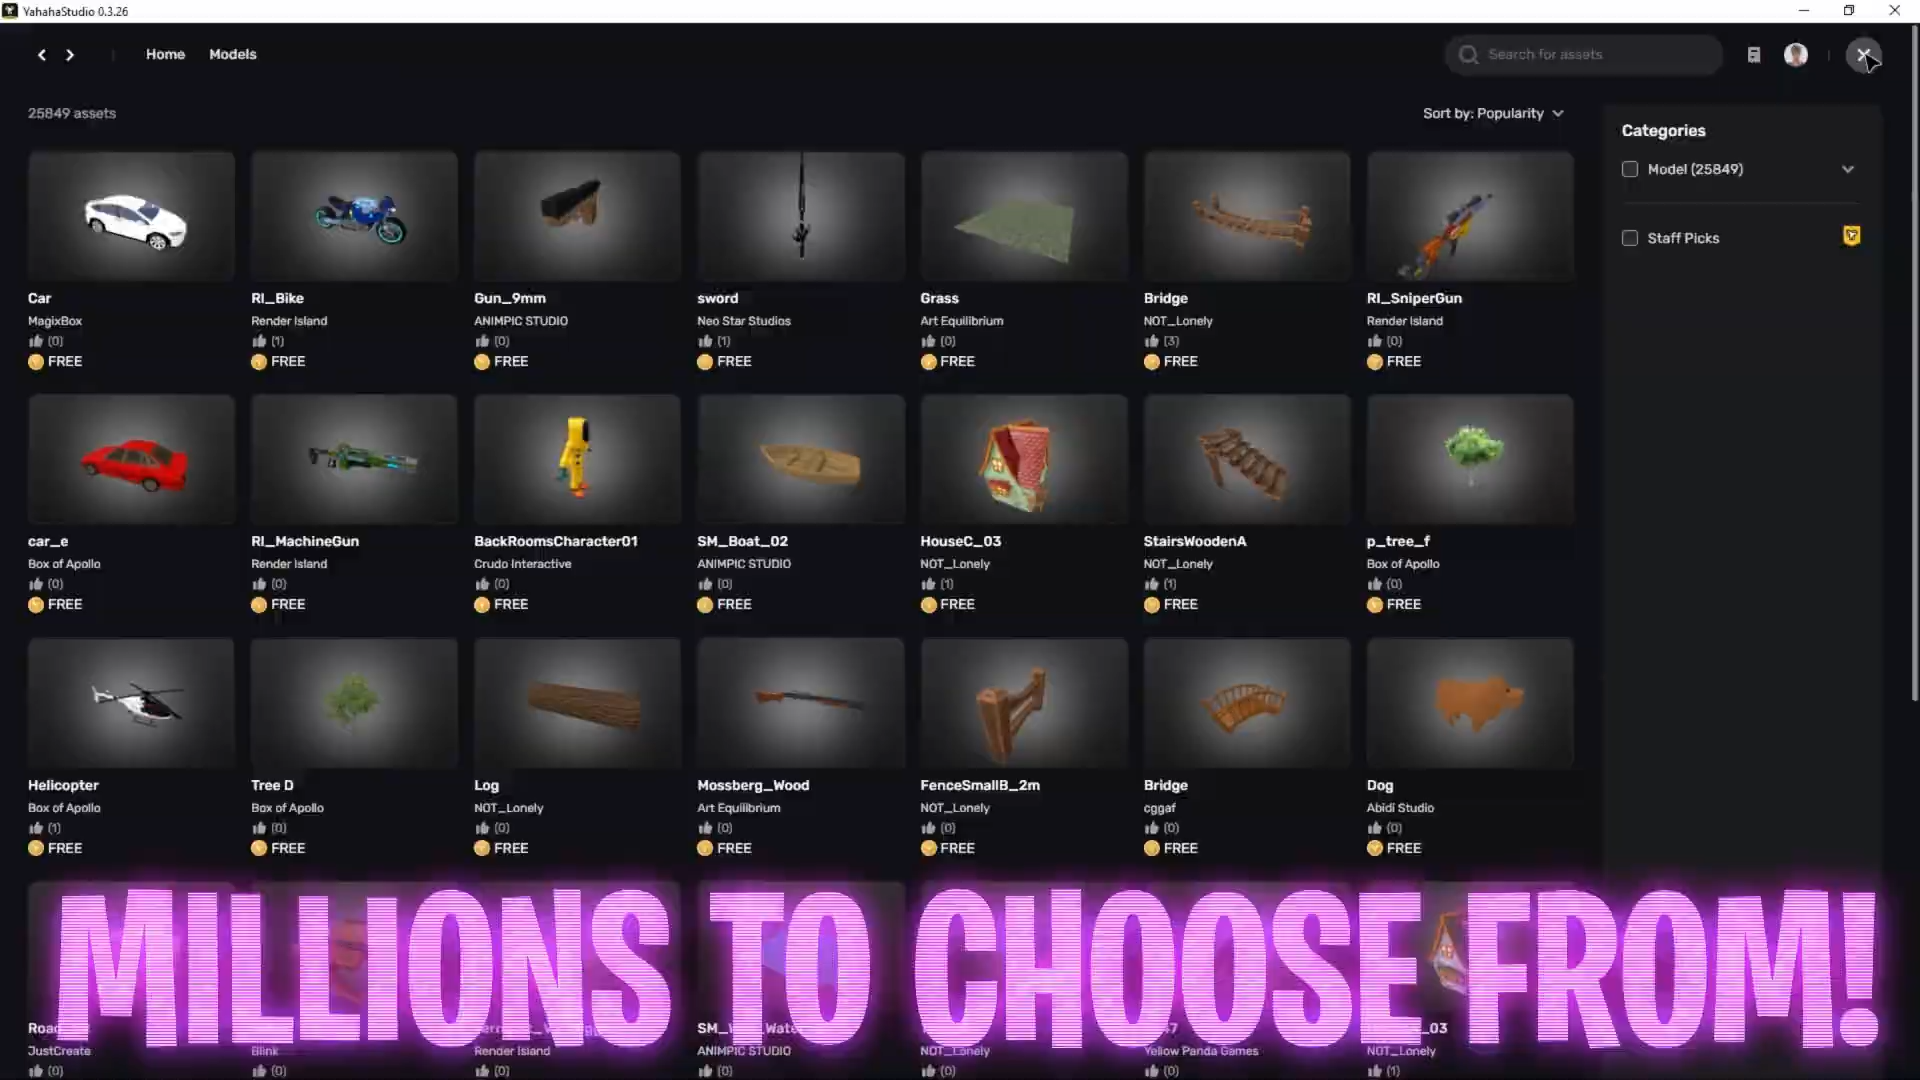 YahahaStudio 0.3.26
Home Models Search for assets
25849 assets Sort by: Popularity
Categories
Model (25849)
Staff Picks
Car RI_Bike Gun_9mm sword Grass Bridge RI_SniperGun
MagixBox Render Island ANIMPIC STUDIO Neo Star Studios Art Equilibrium NOT_Lonely Render Island
(0) (1) (0) (1) (0) (3) (0)
FREE FREE FREE FREE FREE FREE FREE
car_e RI_MachineGun BackRoomsCharacter01 SM_Boat_02 HouseC_03 StairsWoodenA p_tree_f
Box of Apollo Render Island Crudo Interactive ANIMPIC STUDIO NOT_Lonely NOT_Lonely Box of Apollo
(0) (0) (0) (0) (1) (1) (0)
FREE FREE FREE FREE FREE FREE FREE
Helicopter Tree D Log Mossberg_Wood FenceSmallB_2m Bridge Dog
Box of Apollo Box of Apollo NOT_Lonely Art Equilibrium NOT_Lonely cggaf Abidi Studio
(1) (0) (0) (0) (0) (0) (0)
FREE FREE FREE FREE FREE FREE FREE
MILLIONS TO CHOOSE FROM!
JustCreate Blink Render Island ANIMPIC STUDIO NOT_Lonely Yellow Panda Games NOT_Lonely
(0) (0) (0) (0) (0) (0) (1)